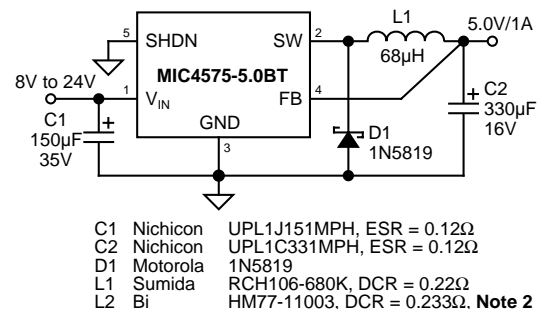 L1
5.0V/1A
5 SHDN SW 2
68µH
MIC4575-5.0BT
8V to 24V
1 VIN FB 4
C2
330µF
16V
C1
150µF
35V
GND
3
D1
1N5819
C1 Nichicon UPL1J151MPH, ESR = 0.12Ω
C2 Nichicon UPL1C331MPH, ESR = 0.12Ω
D1 Motorola 1N5819
L1 Sumida RCH106-680K, DCR = 0.22Ω
L2 Bi HM77-11003, DCR = 0.233Ω, Note 2